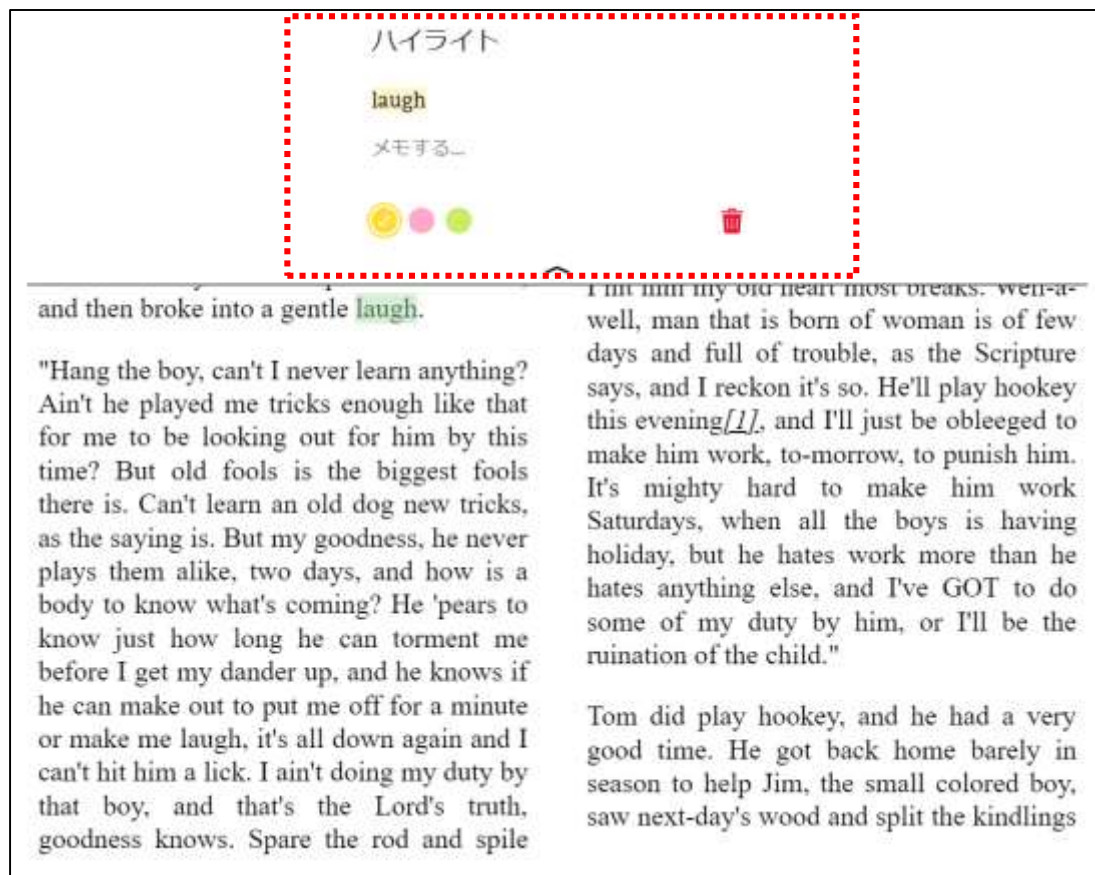 ハイライト
laugh
メモする...
and then broke into a gentle laugh.
"Hang the boy, can't I never learn anything?
Ain't he played me tricks enough like that
for me to be looking out for him by this
time? But old fools is the biggest fools
there is. Can't learn an old dog new tricks,
as the saying is. But my goodness, he never
plays them alike, two days, and how is a
body to know what's coming? He 'pears to
know just how long he can torment me
before I get my dander up, and he knows if
he can make out to put me off for a minute
or make me laugh, it's all down again and I
can't hit him a lick. I ain't doing my duty by
that boy, and that's the Lord's truth,
goodness knows. Spare the rod and spile
I hit him my old heart most breaks. Well-a-
well, man that is born of woman is of few
days and full of trouble, as the Scripture
says, and I reckon it's so. He'll play hookey
this evening[1], and I'll just be obleeged to
make him work, to-morrow, to punish him.
It's mighty hard to make him work
Saturdays, when all the boys is having
holiday, but he hates work more than he
hates anything else, and I've GOT to do
some of my duty by him, or I'll be the
ruination of the child."
Tom did play hookey, and he had a very
good time. He got back home barely in
season to help Jim, the small colored boy,
saw next-day's wood and split the kindlings